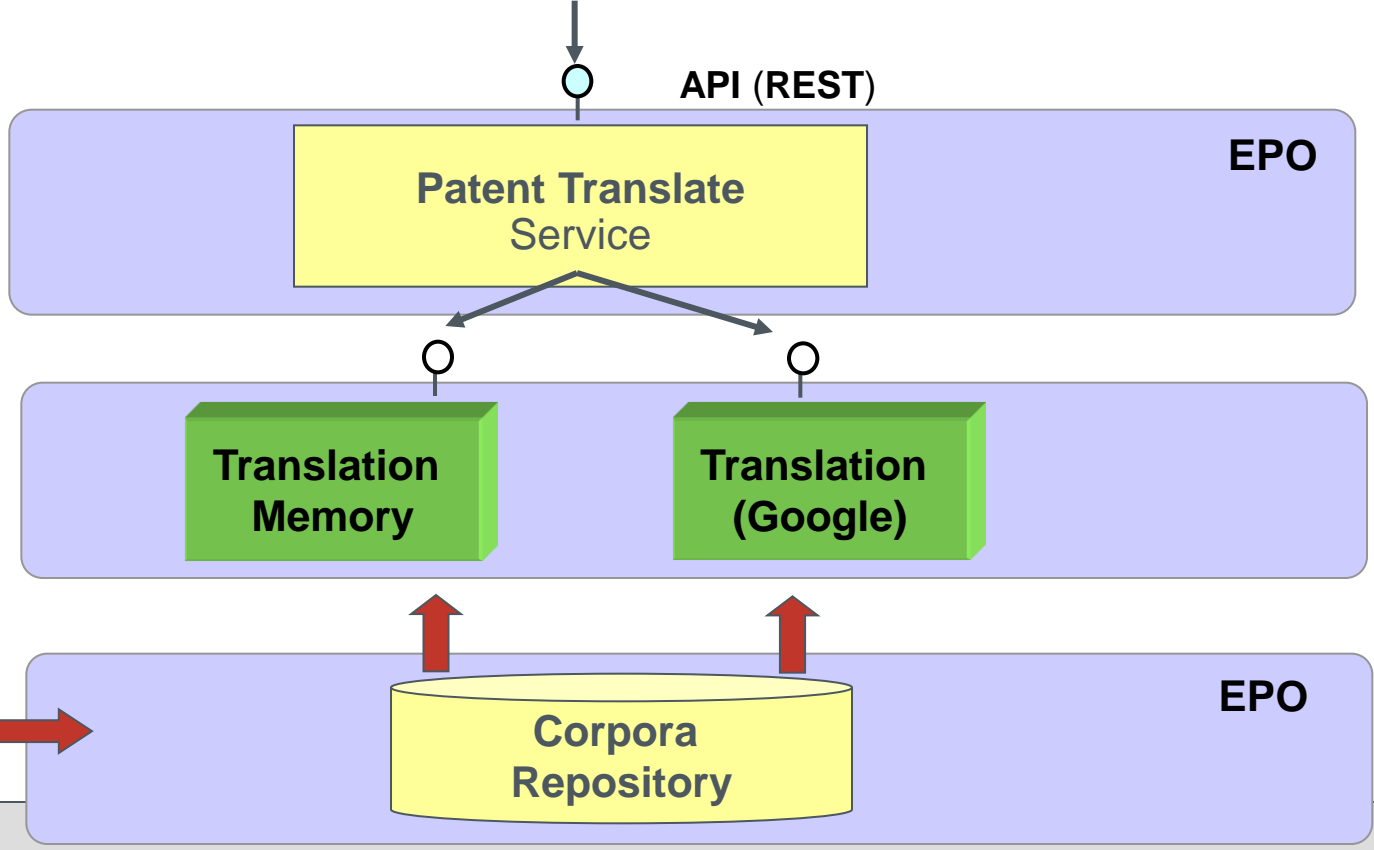 API (REST)
EPO
Patent Translate
Service
Translation
Memory
Translation
(Google)
EPO
Corpora
Repository